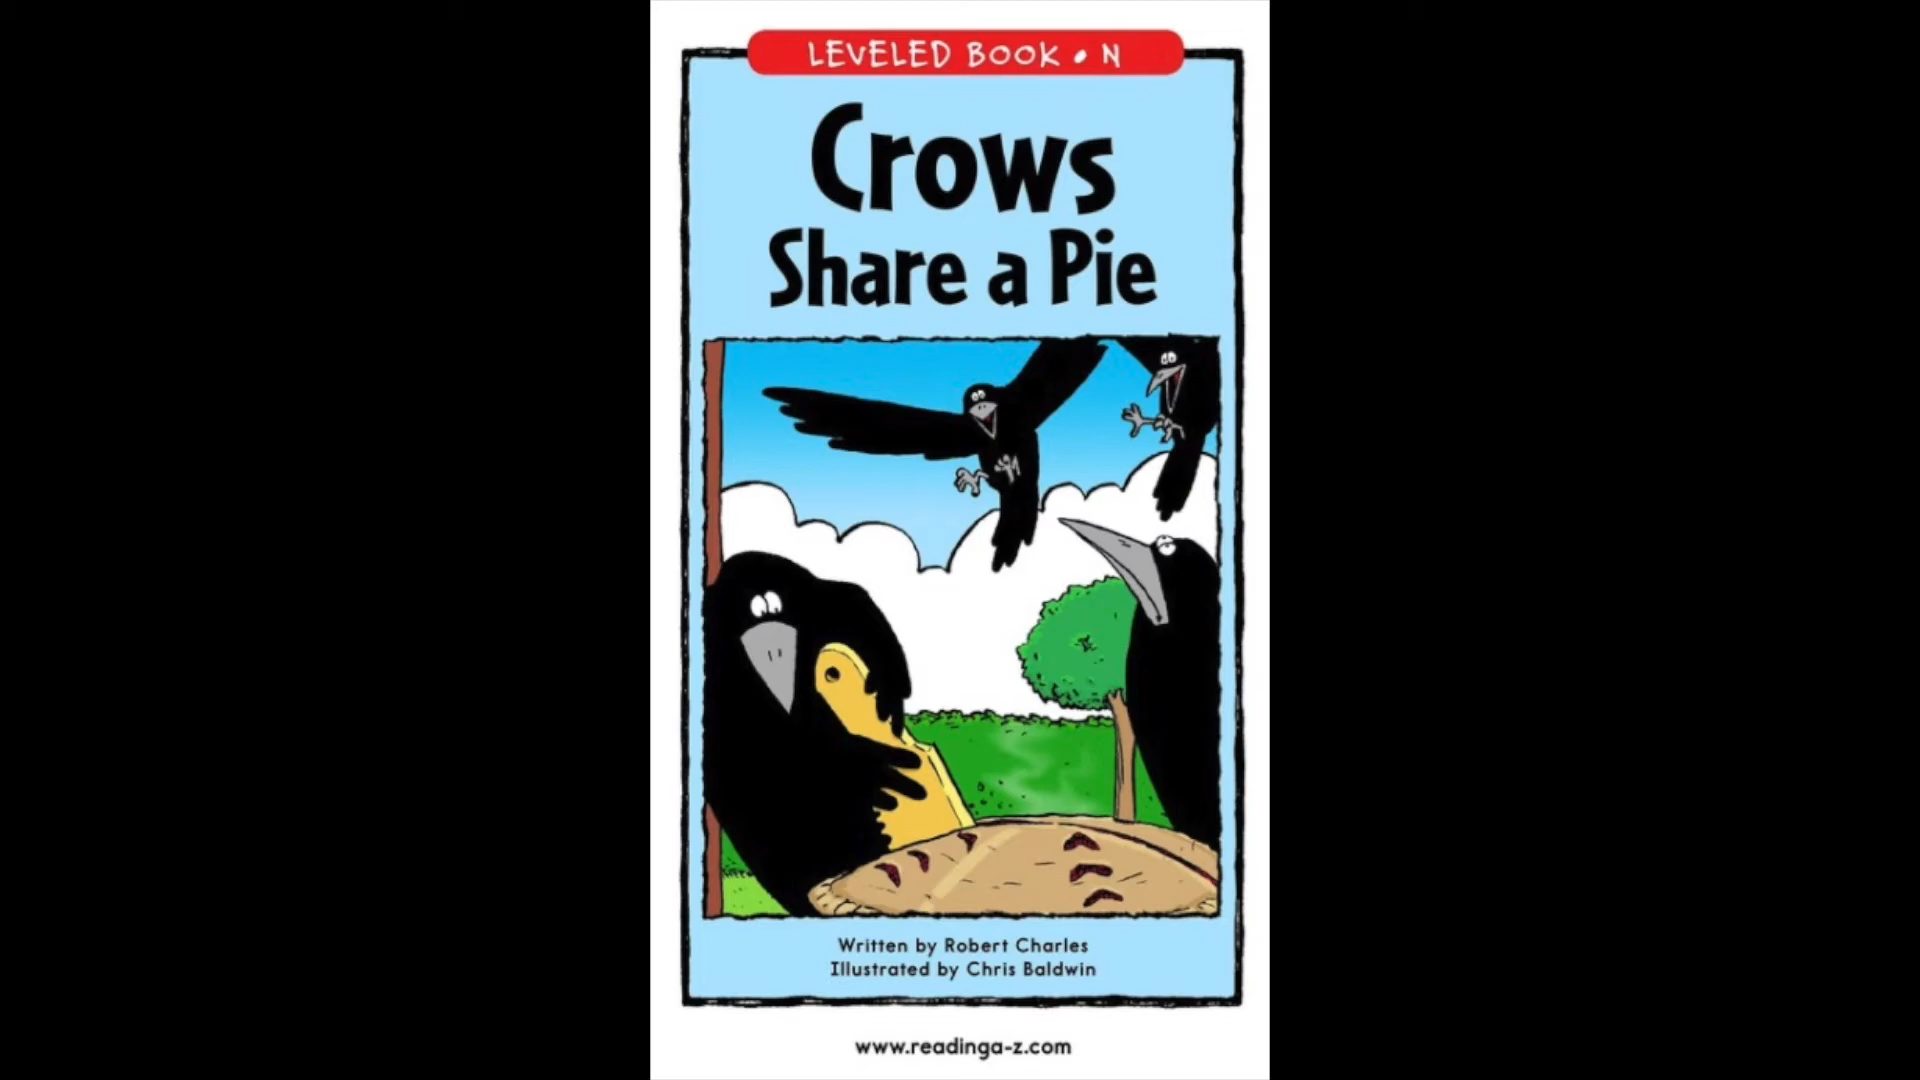 LEVELED BOOK • N
Crows
Share a Pie
Written by Robert Charles
Illustrated by Chris Baldwin
www.readinga-z.com